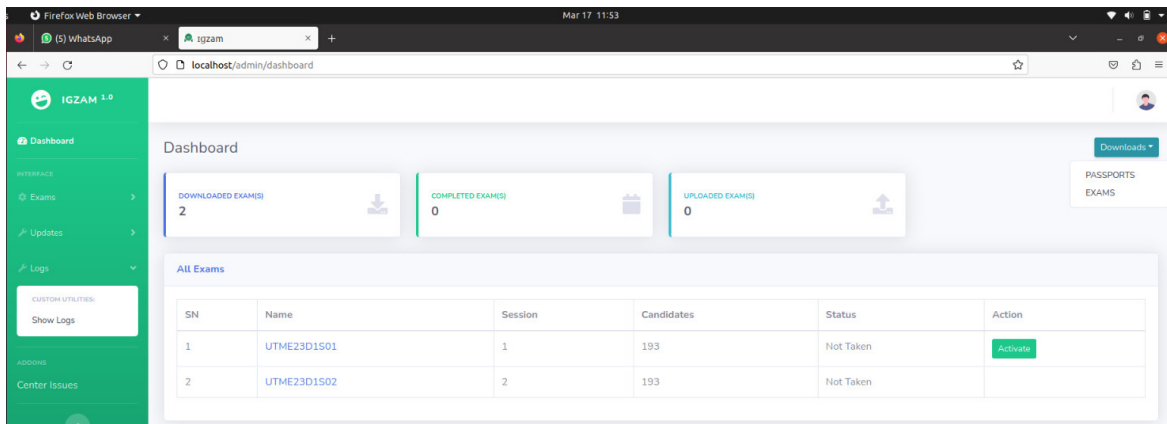 Firefox Web Browser
Mar 17 11:53
(5) WhatsApp
Igzam
localhost/admin/dashboard
IGZAM 1.0
Dashboard
INTERFACE
Exams
Updates
Logs
CUSTOM UTILITIES:
Show Logs
ADDONS
Center Issues
Dashboard
Downloads
PASSPORTS
EXAMS
DOWNLOADED EXAM(S)
2
COMPLETED EXAM(S)
0
UPLOADED EXAM(S)
0
All Exams
SN Name Session Candidates Status Action
1 UTME23D1S01 1 193 Not Taken Activate
2 UTME23D1S02 2 193 Not Taken